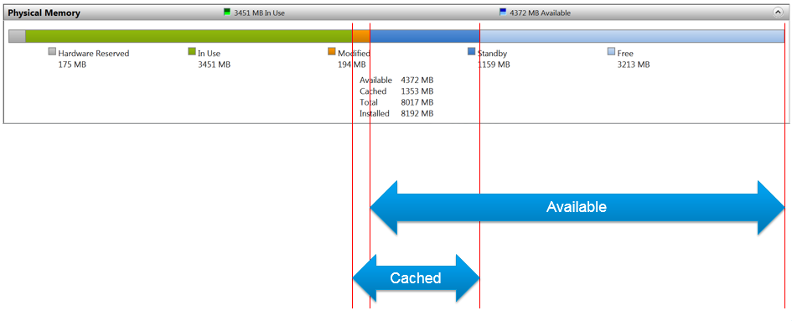 Physical Memory 3451 MB In Use 4372 MB Available
Hardware Reserved In Use Modified Standby Free
175 MB 3451 MB 194 MB 1159 MB 3213 MB
Available 4372 MB
Cached 1353 MB
Total 8017 MB
Installed 8192 MB
Available
Cached